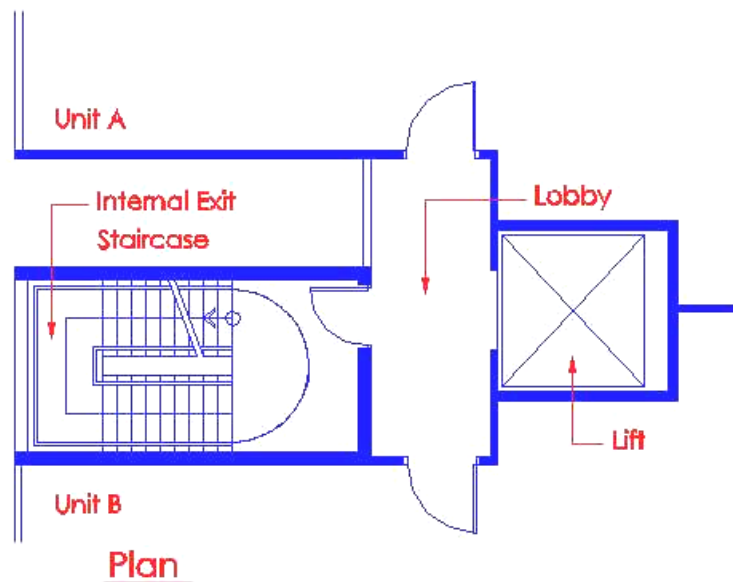 Unit A
Internal Exit
Staircase
Lobby
Lift
Unit B
Plan